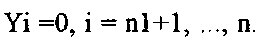 Yi =0, i = n1+1, ..., n.